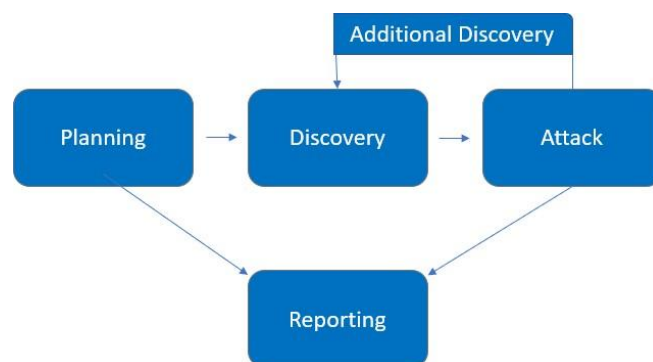 Additional Discovery
Planning
Discovery
Attack
Reporting